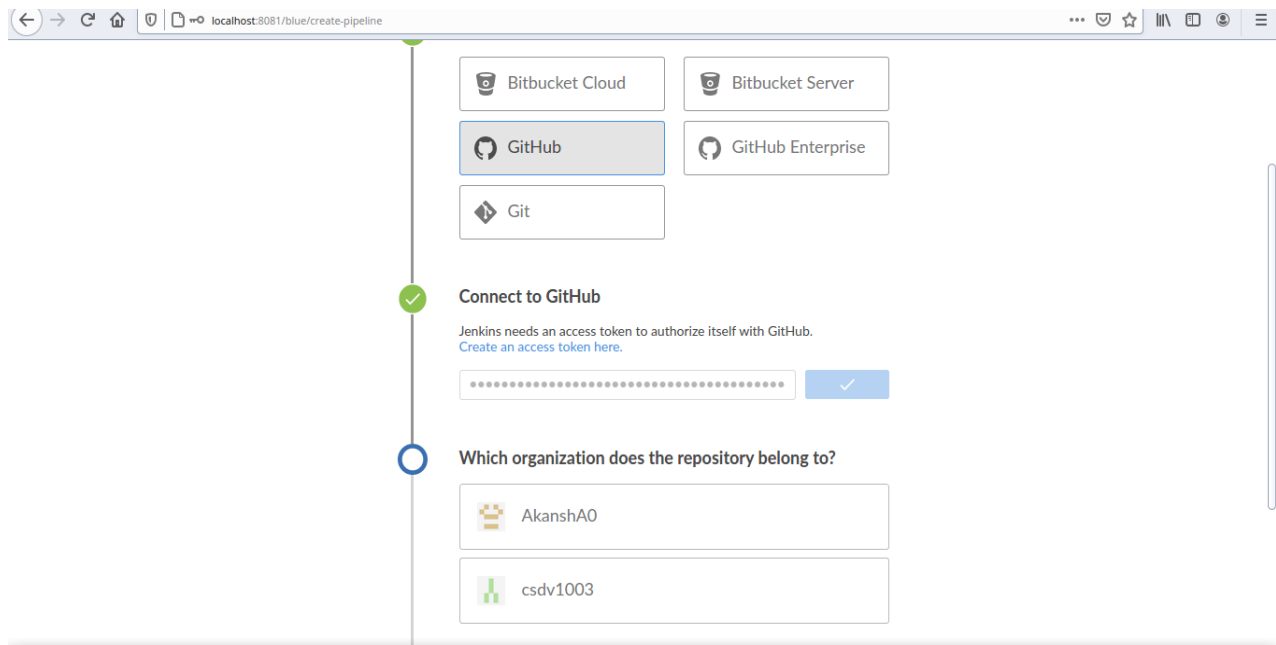 localhost:8081/blue/create-pipeline
Bitbucket Cloud
Bitbucket Server
GitHub
GitHub Enterprise
Git
Connect to GitHub
Jenkins needs an access token to authorize itself with GitHub.
Create an access token here.
Which organization does the repository belong to?
AkanshA0
csdv1003